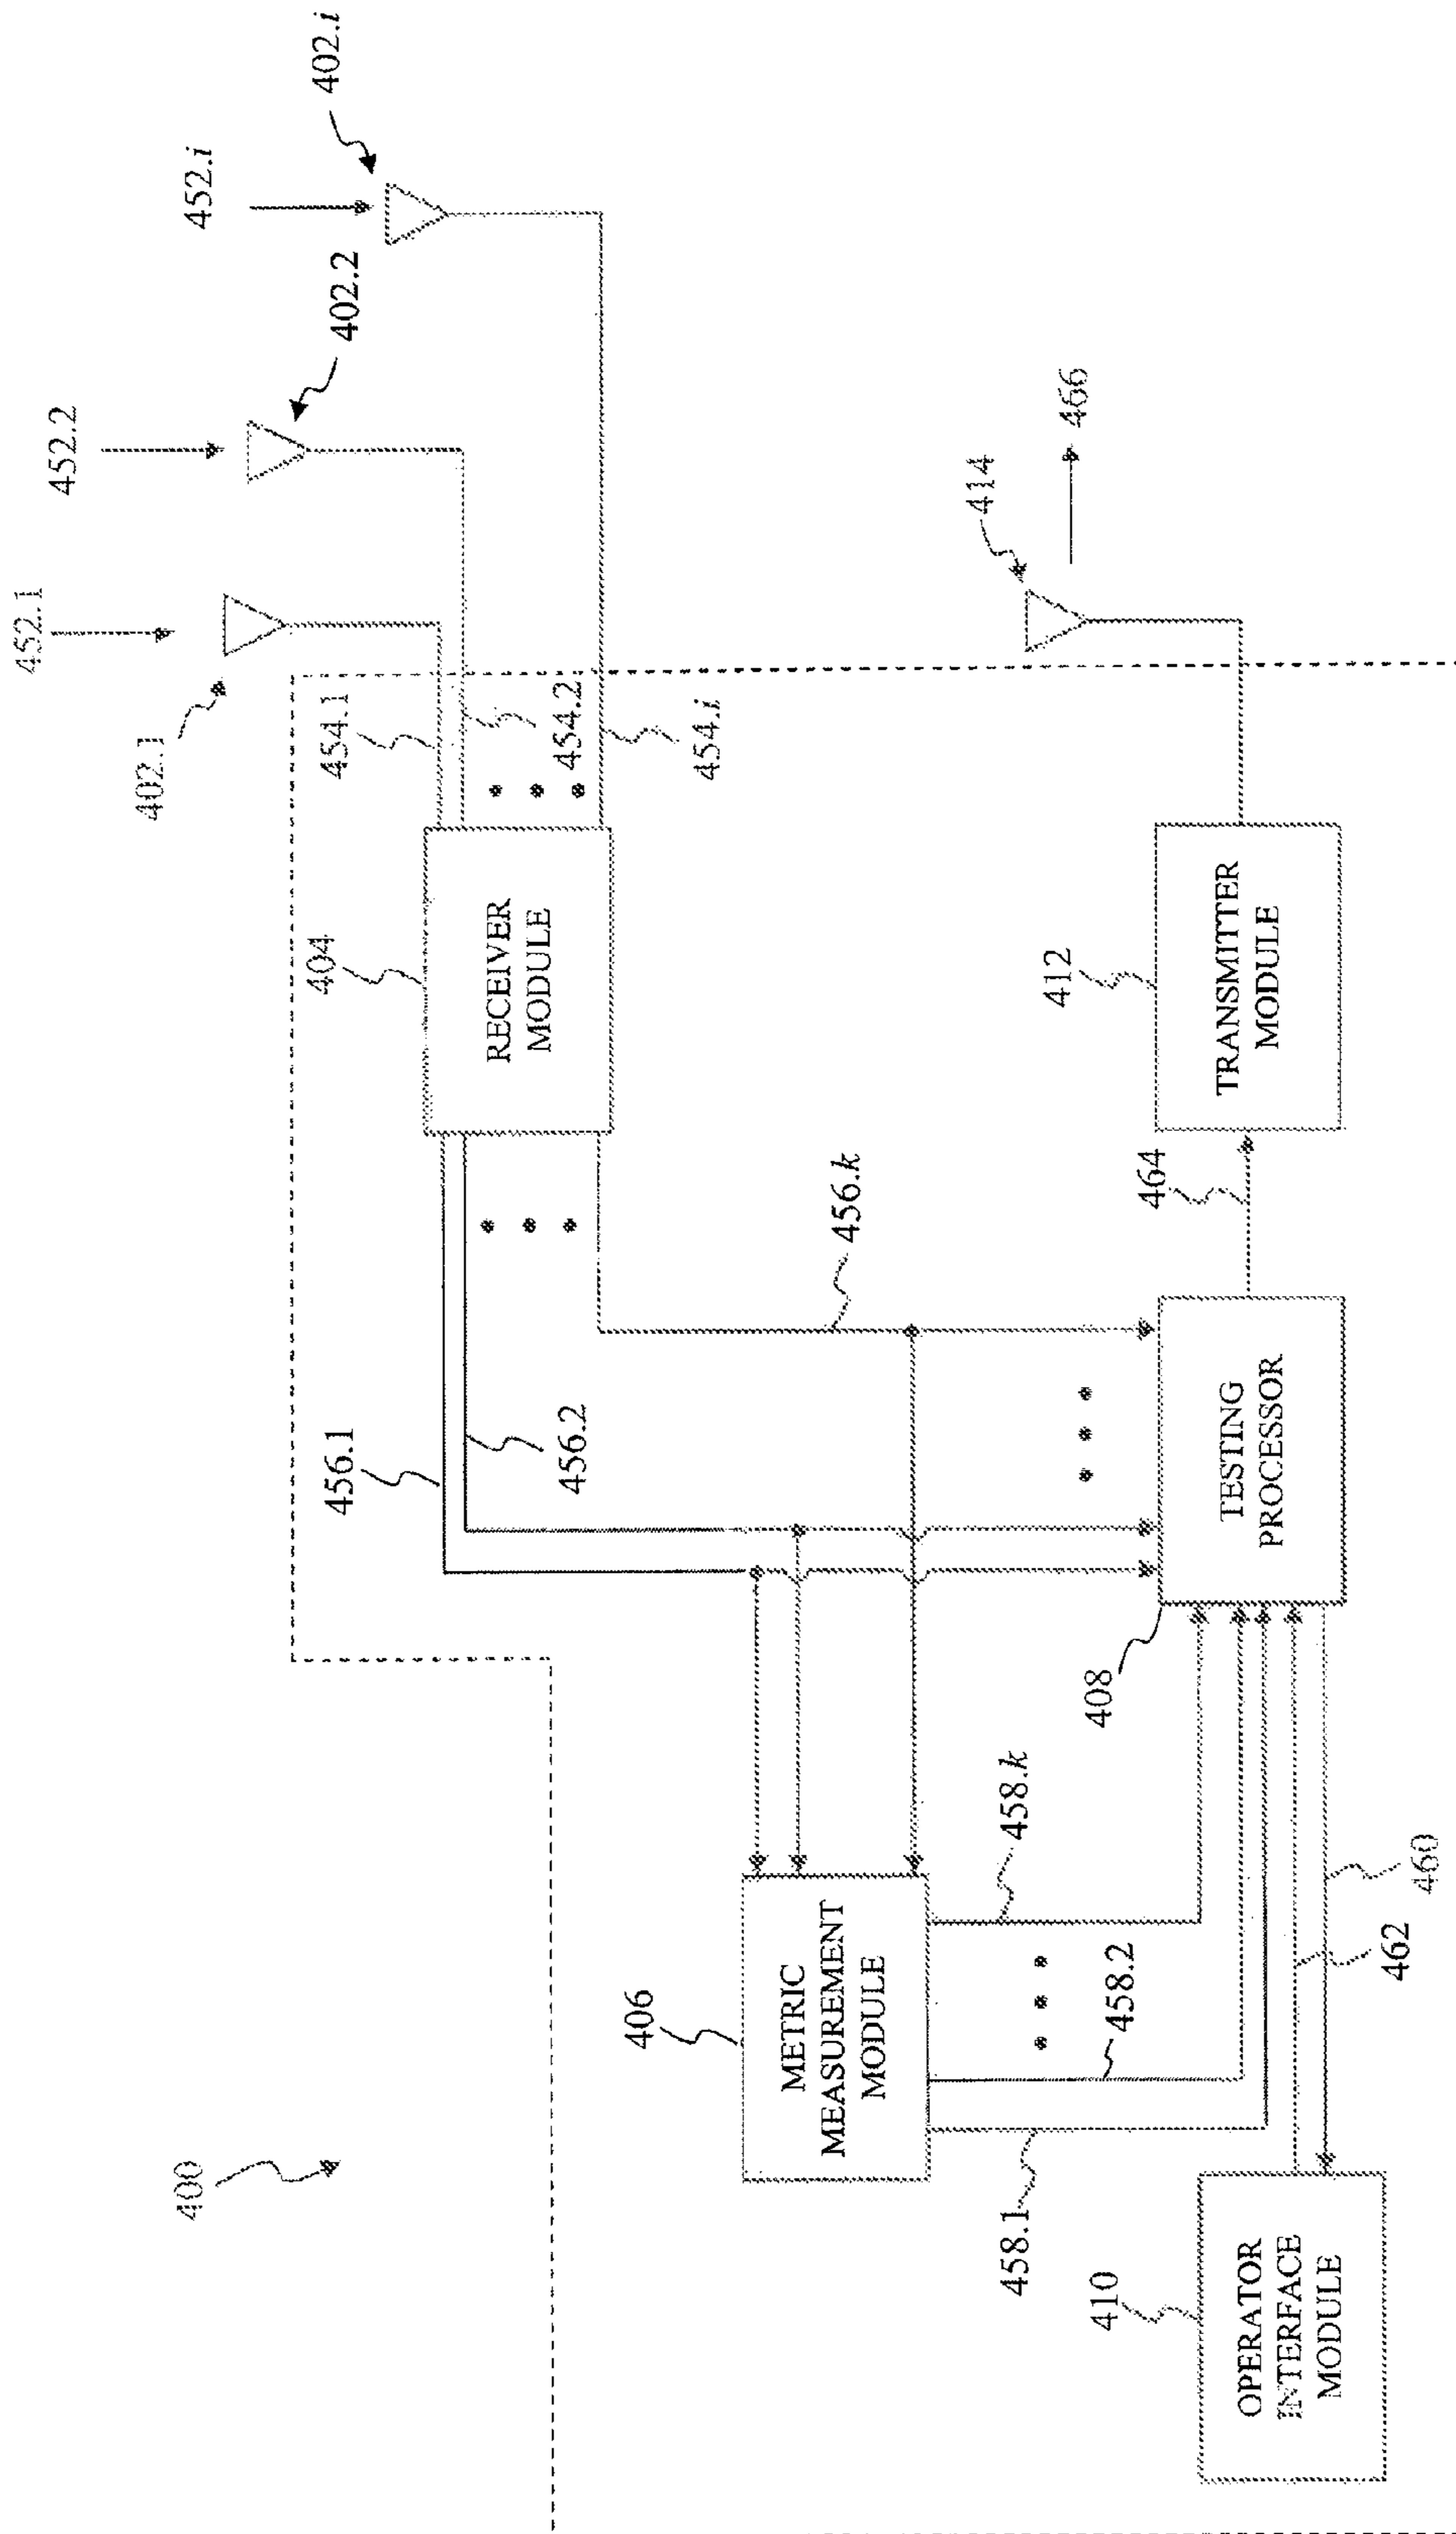 400
452.1
452.2
452.i
402.1
402.2
402.i
454.1
454.2
454.i
404
RECEIVER
MODULE
456.1
456.2
456.k
406
METRIC
MEASUREMENT
MODULE
458.1
458.2
458.k
408
TESTING
PROCESSOR
464
412
TRANSMITTER
MODULE
414
466
410
OPERATOR
INTERFACE
MODULE
462
460